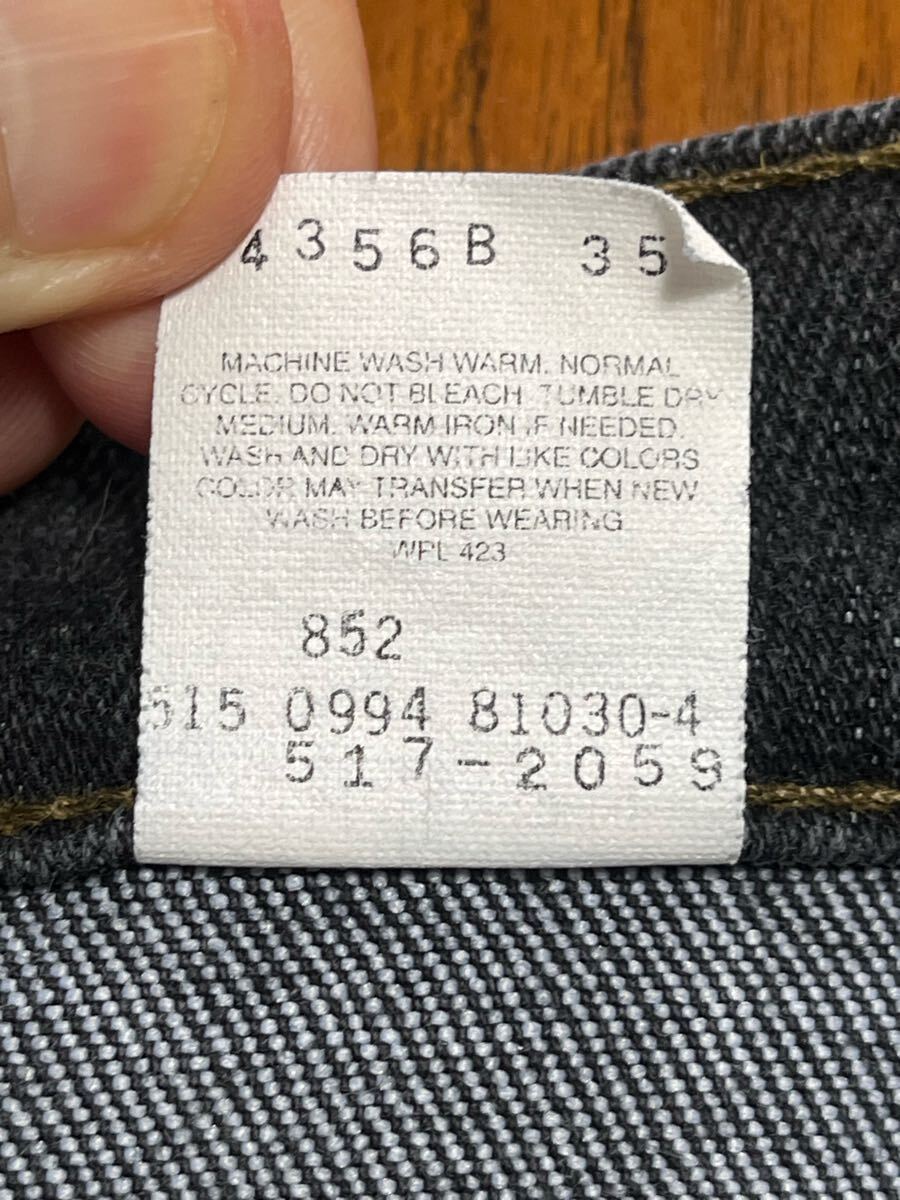 4356B 35
MACHINE WASH WARM. NORMAL
CYCLE. DO NOT BLEACH. TUMBLE DRY
MEDIUM. WARM IRON IF NEEDED.
WASH AND DRY WITH LIKE COLORS
COLOR MAY TRANSFER WHEN NEW
WASH BEFORE WEARING
WPL 423
852
515 0994 81030-4
517-2059